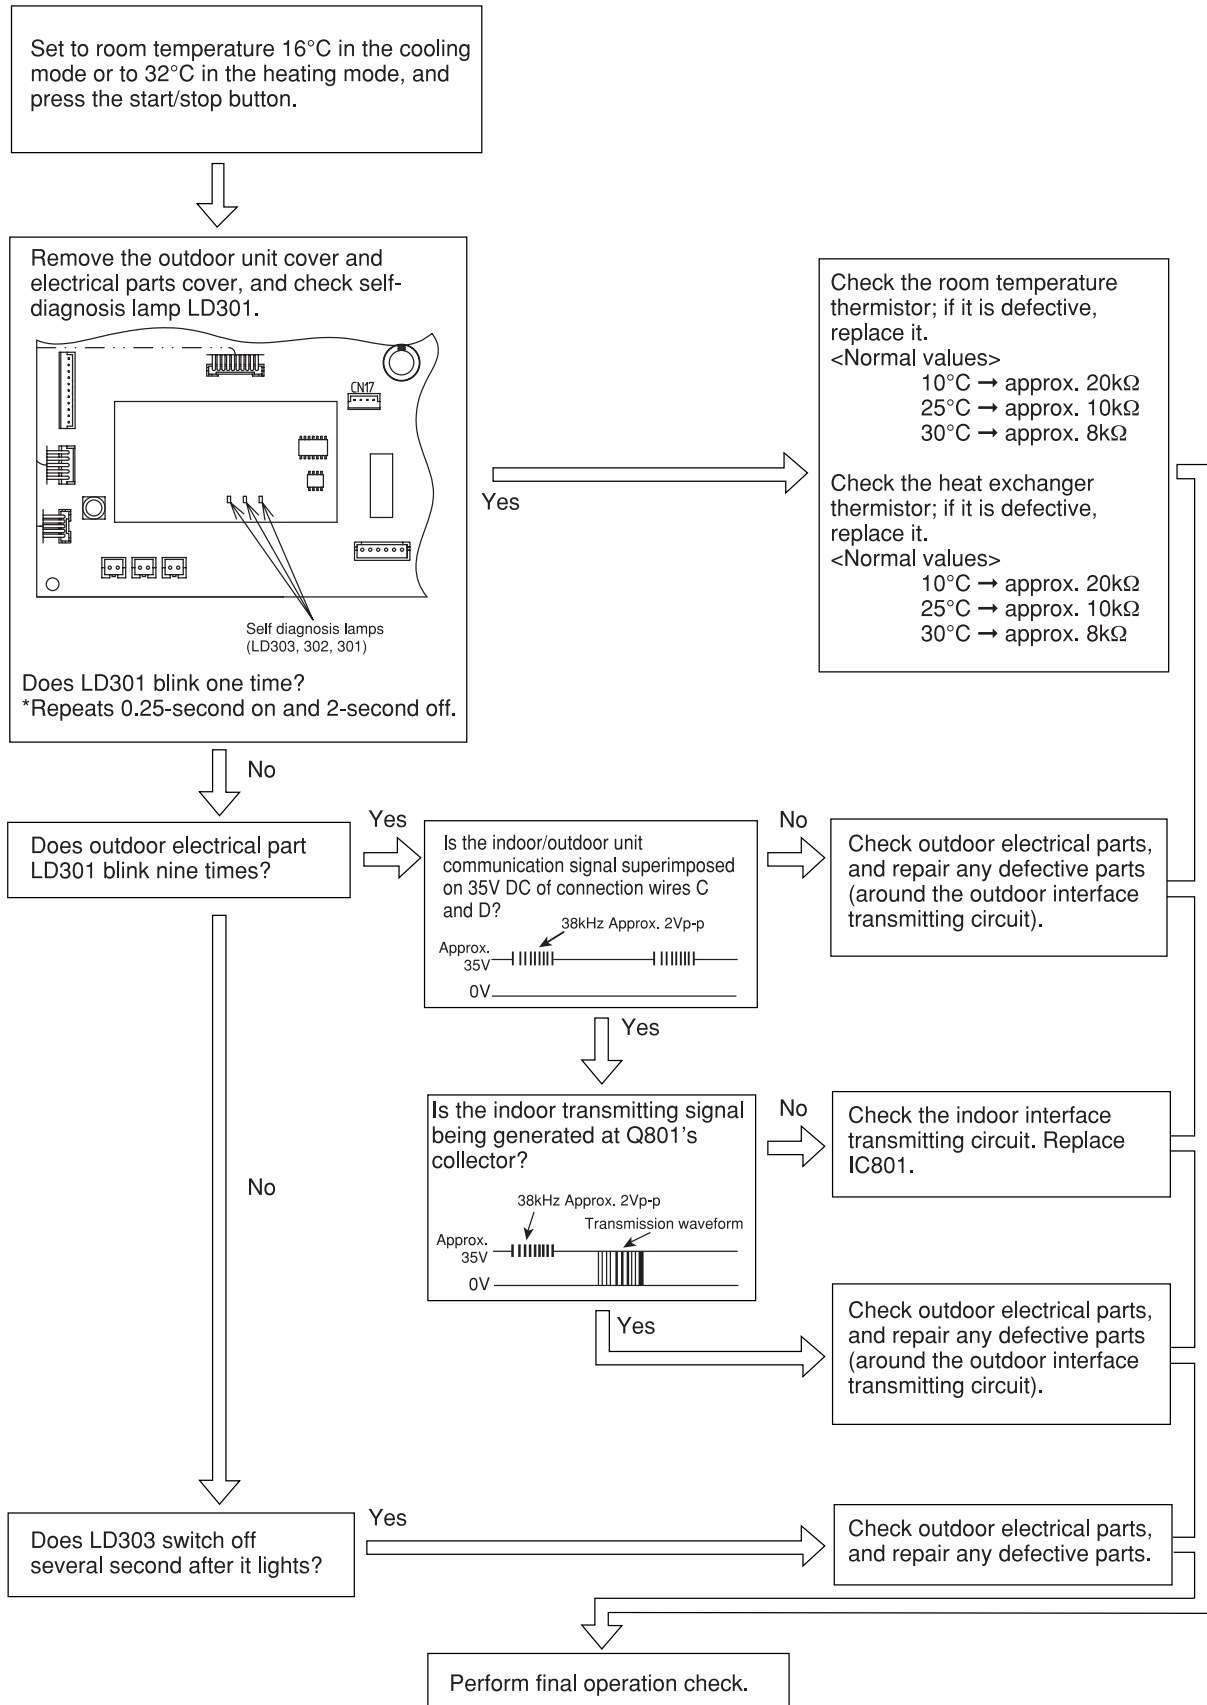 Set to room temperature 16°C in the cooling
mode or to 32°C in the heating mode, and
press the start/stop button.
Remove the outdoor unit cover and
electrical parts cover, and check self-
diagnosis lamp LD301.
CN17
Self diagnosis lamps
(LD303, 302, 301)
Does LD301 blink one time?
*Repeats 0.25-second on and 2-second off.
Yes
Check the room temperature
thermistor; if it is defective,
replace it.
<Normal values>
10°C → approx. 20kΩ
25°C → approx. 10kΩ
30°C → approx. 8kΩ
Check the heat exchanger
thermistor; if it is defective,
replace it.
<Normal values>
10°C → approx. 20kΩ
25°C → approx. 10kΩ
30°C → approx. 8kΩ
No
Does outdoor electrical part
LD301 blink nine times?
Yes
Is the indoor/outdoor unit
communication signal superimposed
on 35V DC of connection wires C
and D?
38kHz Approx. 2Vp-p
Approx.
35V
0V
No
Check outdoor electrical parts,
and repair any defective parts
(around the outdoor interface
transmitting circuit).
Yes
Is the indoor transmitting signal
being generated at Q801's
collector?
38kHz Approx. 2Vp-p
Transmission waveform
Approx.
35V
0V
No
Check the indoor interface
transmitting circuit. Replace
IC801.
Yes
Check outdoor electrical parts,
and repair any defective parts
(around the outdoor interface
transmitting circuit).
No
Does LD303 switch off
several second after it lights?
Yes
Check outdoor electrical parts,
and repair any defective parts.
Perform final operation check.